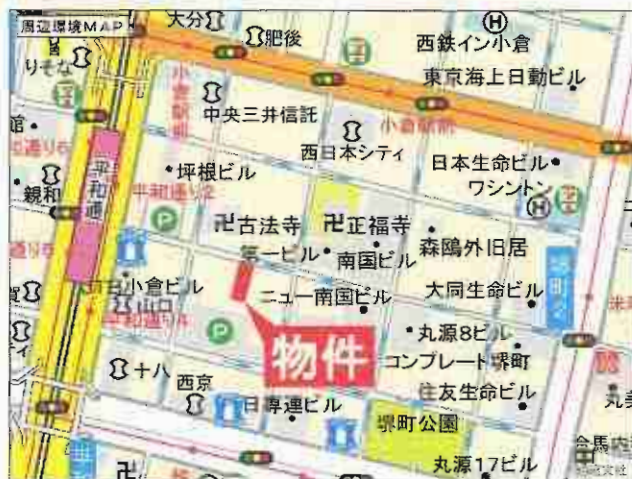 周辺環境MAP
大分
肥後
西鉄イン小倉
りそな
東京海上日動ビル
小倉駅前
中央三井信託
小倉駅前
西日本シティ
日本生命ビル
ワシントン
平和通
親和
坪根ビル
平和通り2
古法寺
正福寺
森鴎外旧居
第一ビル
南国ビル
小倉ビル
山口
ニュー南国ビル
大同生命ビル
平和通り4
物件
丸源8ビル
コンプレート堺町
十八
西京
住友生命ビル
日専連ビル
堺町公園
丸源17ビル